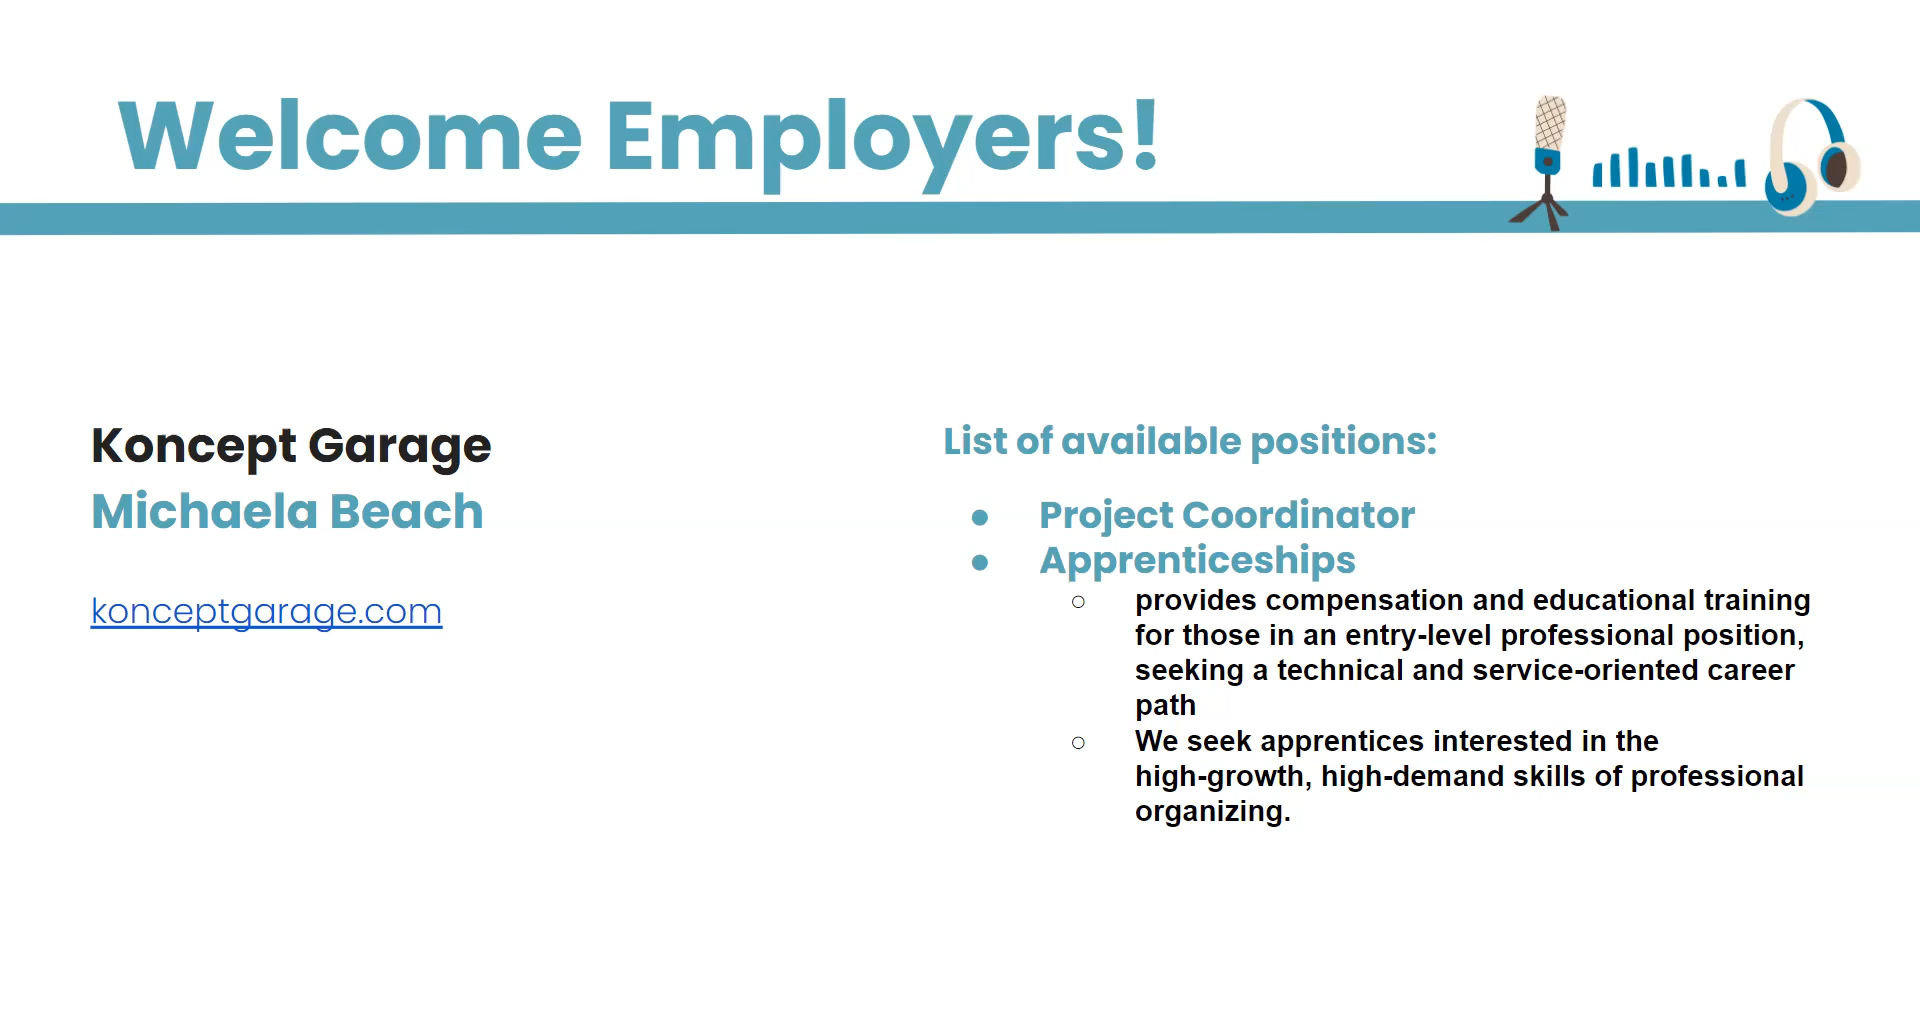 Welcome Employers!
Koncept Garage
Michaela Beach
konceptgarage.com
List of available positions:
● Project Coordinator
● Apprenticeships
○ provides compensation and educational training
for those in an entry-level professional position,
seeking a technical and service-oriented career
path
○ We seek apprentices interested in the
high-growth, high-demand skills of professional
organizing.